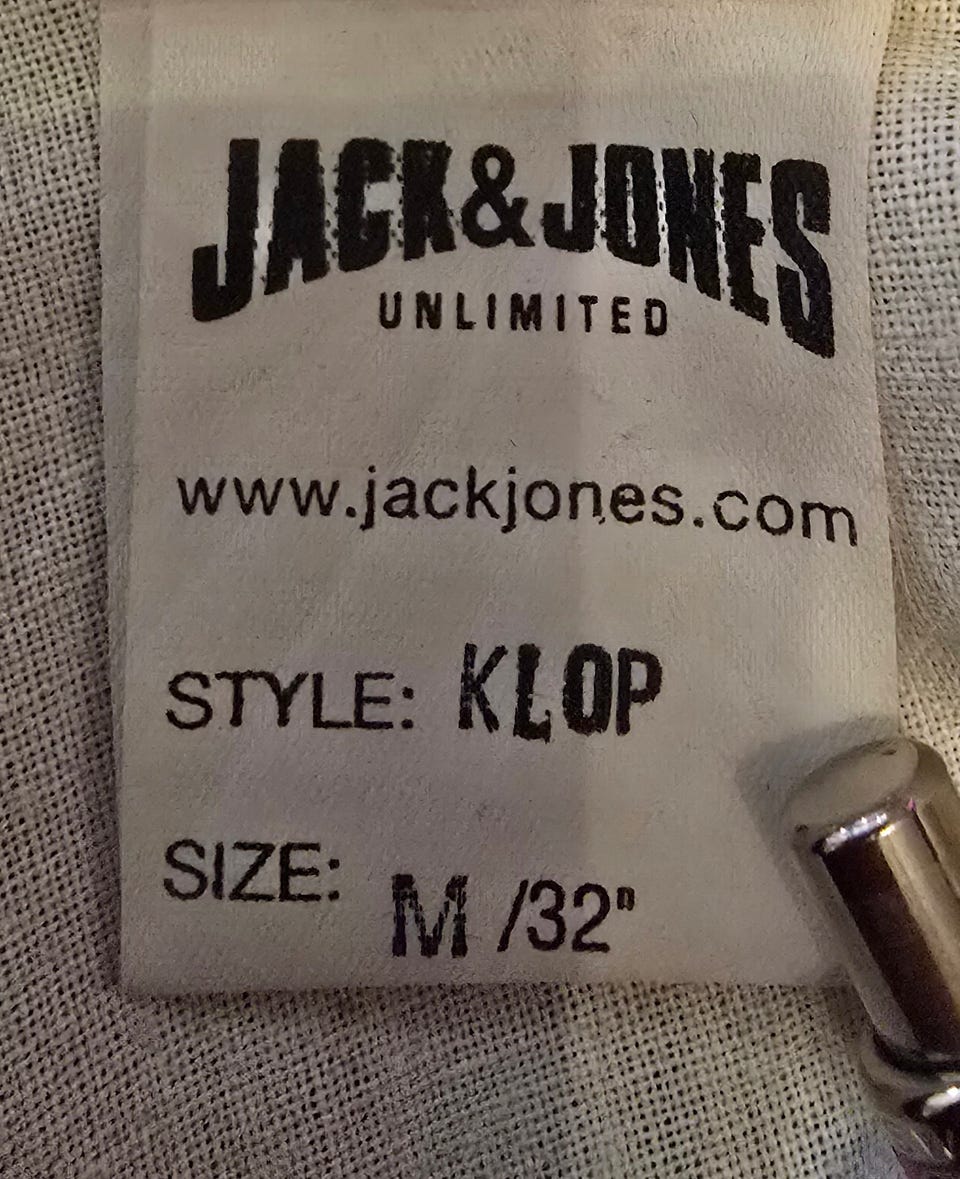 JACK&JONES
UNLIMITED
www.jackjones.com
STYLE: KLOP
SIZE: M /32"